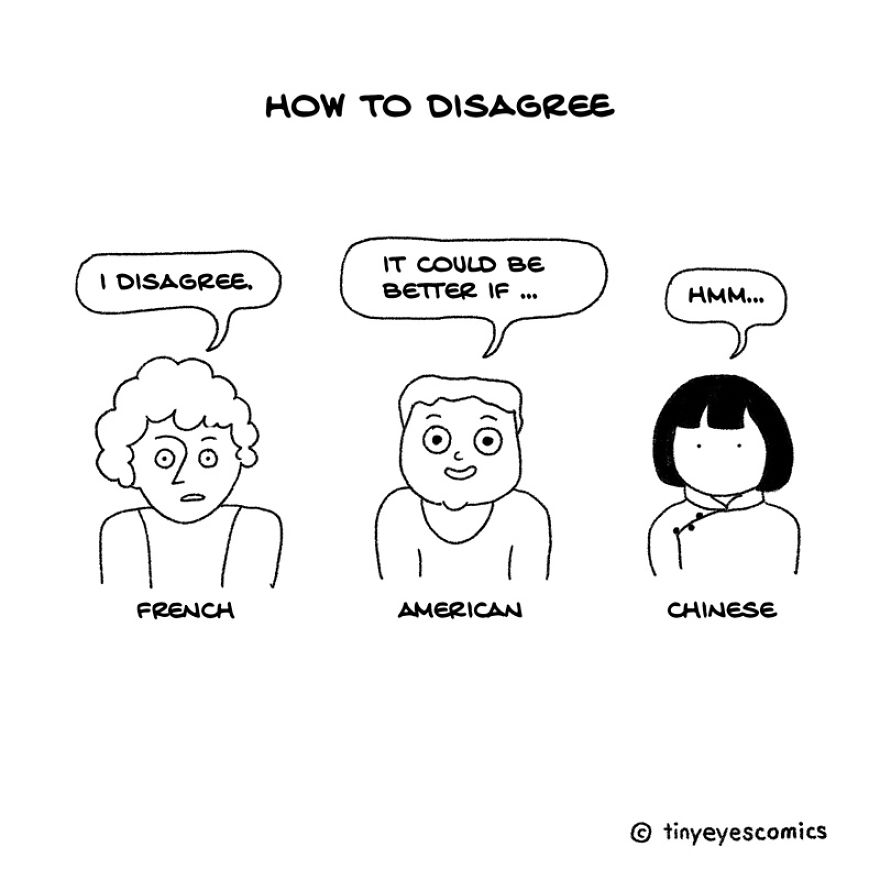 HOW TO DISAGREE
I DISAGREE.
IT COULD BE
BETTER IF ...
HMM...
FRENCH
AMERICAN
CHINESE
© tinyeyescomics